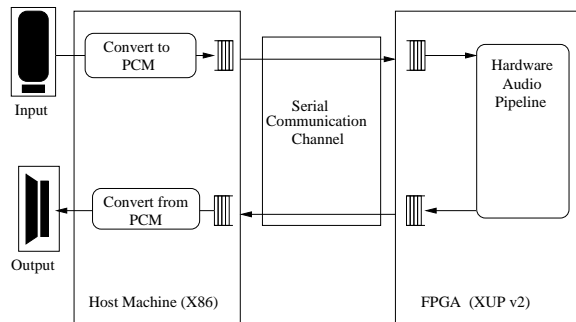 Convert to
PCM
Hardware
Audio
Pipeline
Input
Serial
Communication
Channel
Convert from
PCM
Output
Host Machine (X86)
FPGA (XUP v2)